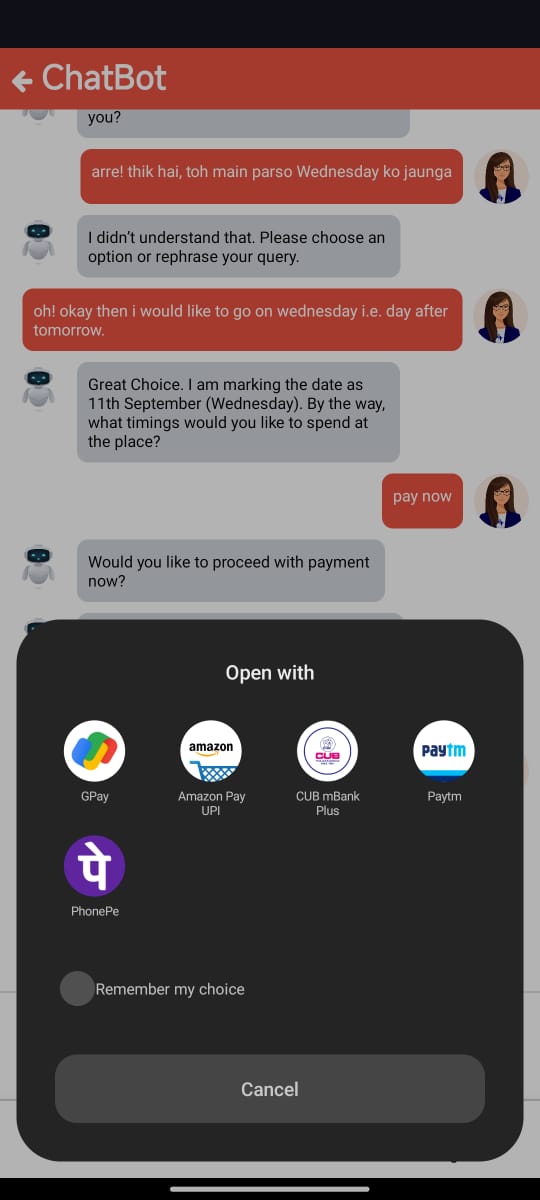 ChatBot
you?
arre! thik hai, toh main parso Wednesday ko jaunga
I didn't understand that. Please choose an
option or rephrase your query.
oh! okay then i would like to go on wednesday i.e. day after
tomorrow.
Great Choice. I am marking the date as
11th September (Wednesday). By the way,
what timings would you like to spend at
the place?
pay now
Would you like to proceed with payment
now?
Open with
amazon
CUB
paytm
पे
GPay
Amazon Pay
UPI
CUB mBank
Plus
Paytm
PhonePe
Remember my choice
Cancel